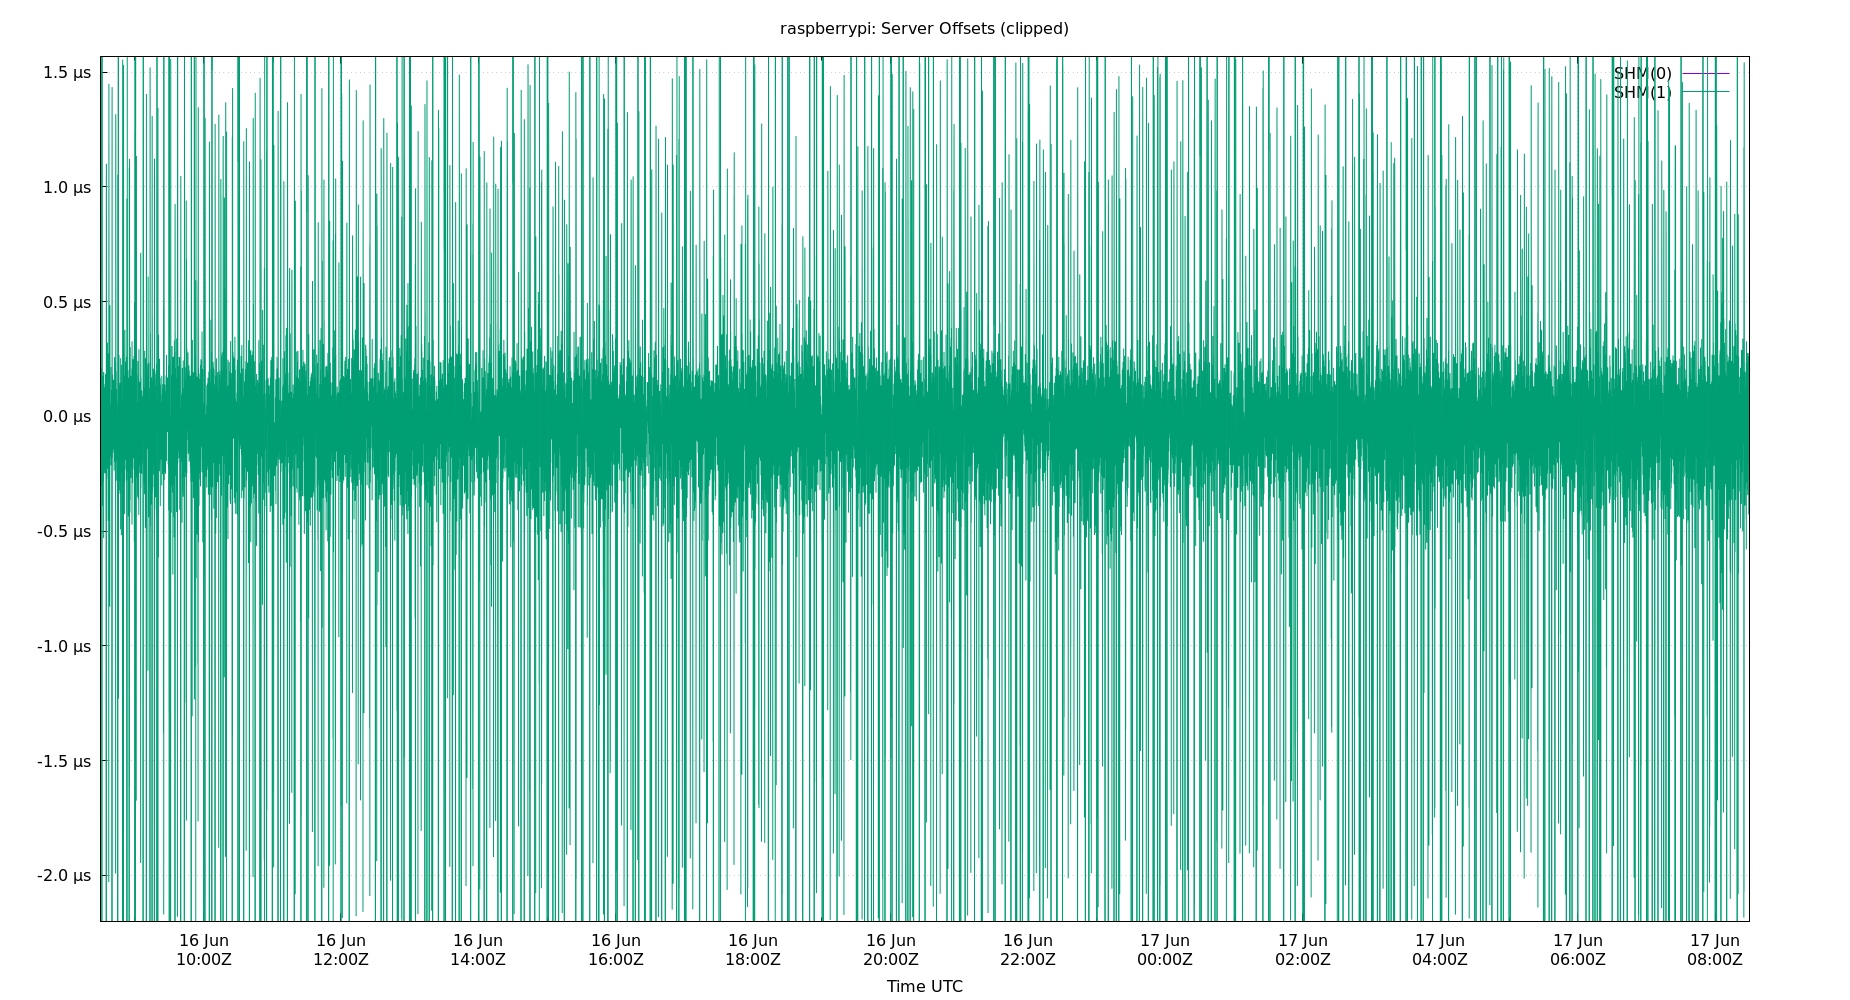 raspberrypi: Server Offsets (clipped)
SHM(0)
SHM(1)
1.5 µs
1.0 µs
0.5 µs
0.0 µs
-0.5 µs
-1.0 µs
-1.5 µs
-2.0 µs
16 Jun 16 Jun 16 Jun 16 Jun 16 Jun 16 Jun 16 Jun 17 Jun 17 Jun 17 Jun 17 Jun 17 Jun
10:00Z 12:00Z 14:00Z 16:00Z 18:00Z 20:00Z 22:00Z 00:00Z 02:00Z 04:00Z 06:00Z 08:00Z
Time UTC